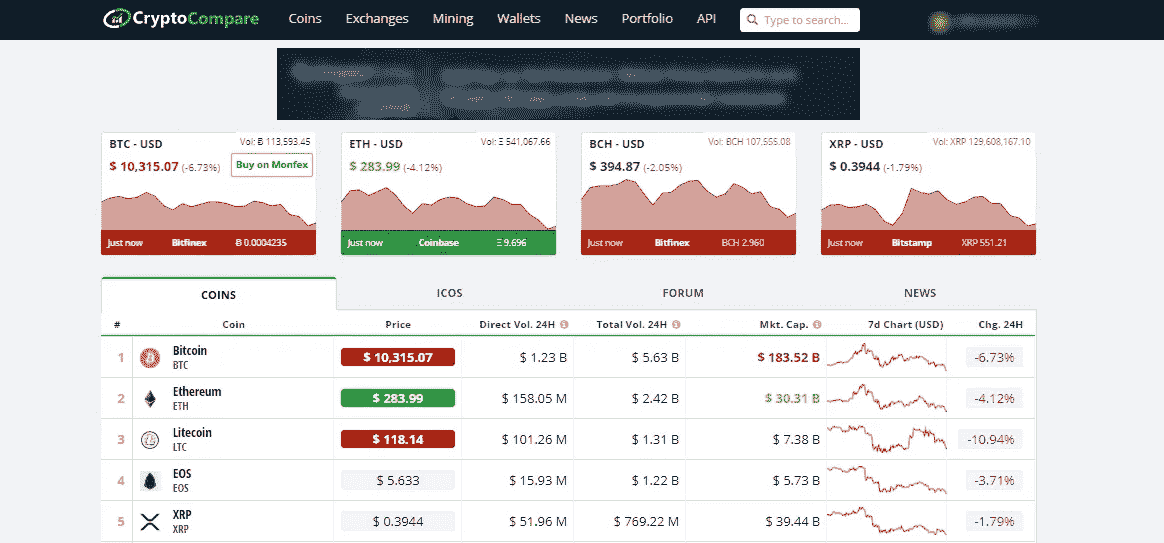 CryptoCompare Coins Exchanges Mining Wallets News Portfolio API Type to search...
BTC - USD Vol: Ƀ 113,593.45
$ 10,315.07 (-6.73%) Buy on Monfex
Just now Bitfinex Ƀ 0.0004235
ETH - USD Vol: Ξ 541,067.66
$ 283.99 (-4.12%)
Just now Coinbase Ξ 9.696
BCH - USD Vol: BCH 107,555.08
$ 394.87 (-2.05%)
Just now Bitfinex BCH 2.960
XRP - USD Vol: XRP 129,608,167.10
$ 0.3944 (-1.79%)
Just now Bitstamp XRP 551.21
COINS ICOS FORUM NEWS
# Coin Price Direct Vol. 24H Total Vol. 24H Mkt. Cap. 7d Chart (USD) Chg. 24H
1 Bitcoin $ 10,315.07 $ 1.23 B $ 5.63 B $ 183.52 B -6.73%
BTC
2 Ethereum $ 283.99 $ 158.05 M $ 2.42 B $ 30.31 B -4.12%
ETH
3 Litecoin $ 118.14 $ 101.26 M $ 1.31 B $ 7.38 B -10.94%
LTC
4 EOS $ 5.633 $ 15.93 M $ 1.22 B $ 5.73 B -3.71%
EOS
5 XRP $ 0.3944 $ 51.96 M $ 769.22 M $ 39.44 B -1.79%
XRP